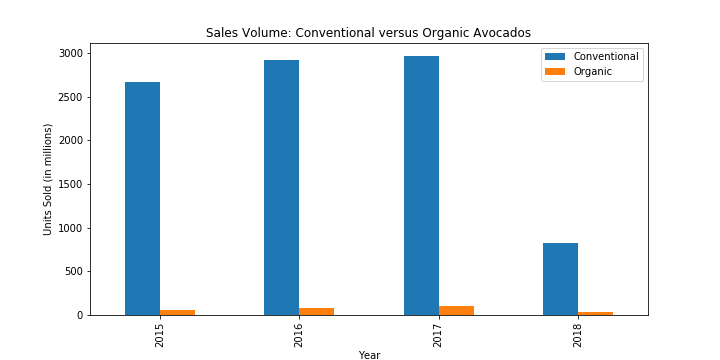 Sales Volume: Conventional versus Organic Avocados
Conventional
Organic
Units Sold (in millions)
3000
2500
2000
1500
1000
500
0
2015
2016
2017
2018
Year